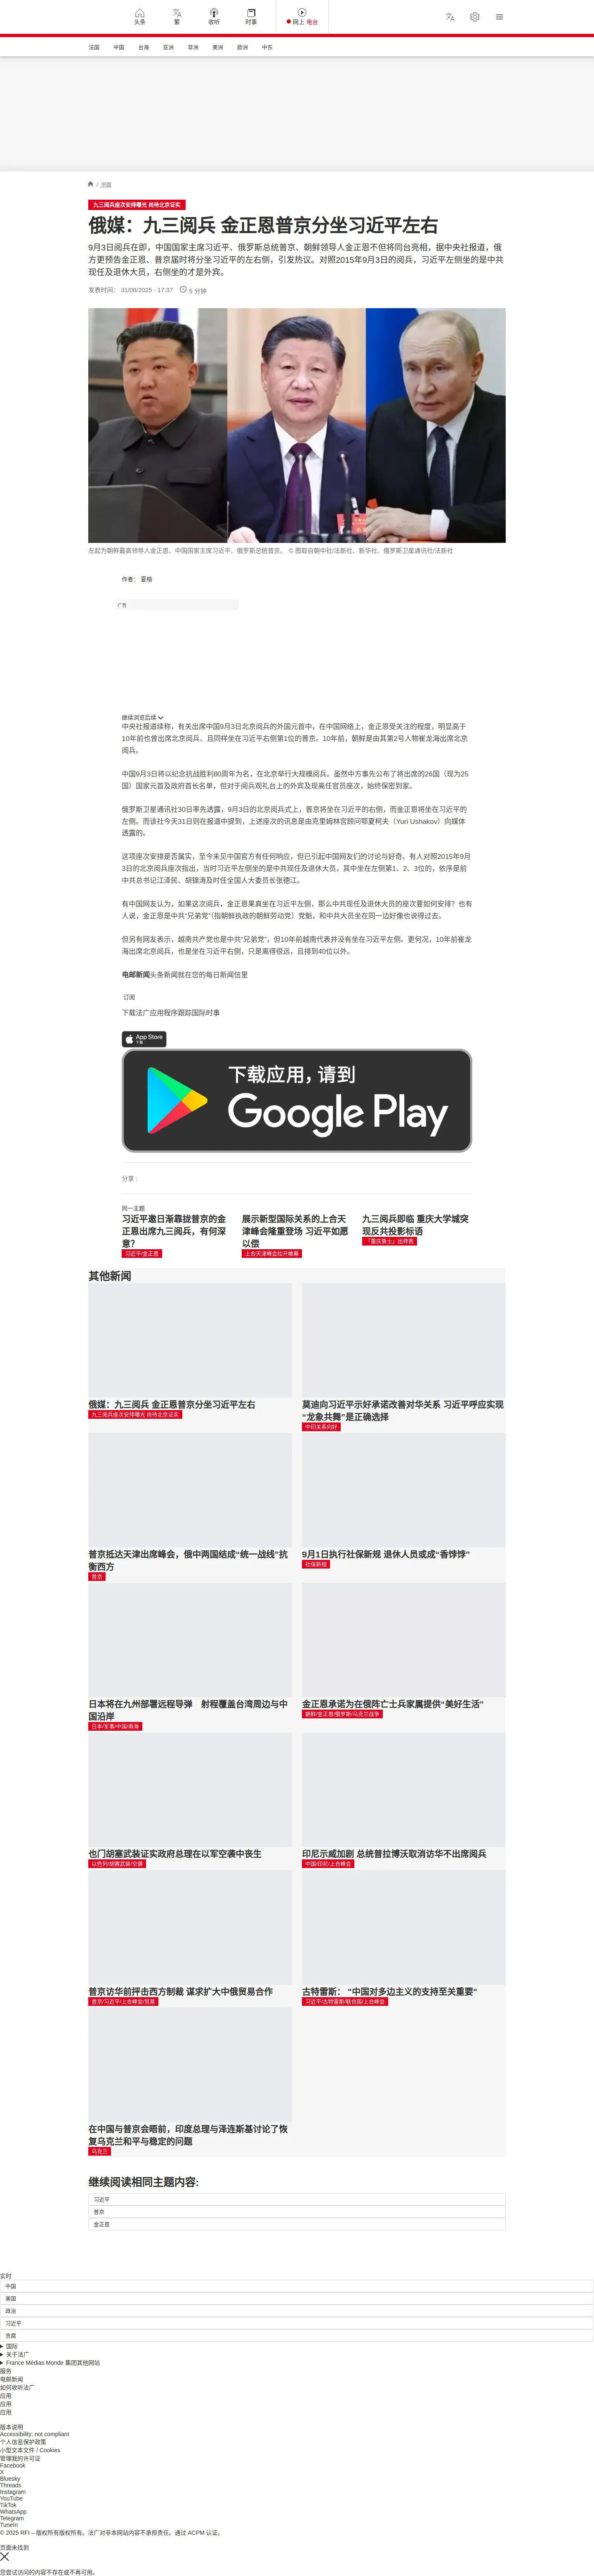 头条
繁
收听
时事
网上 电台
法国
中国
台海
亚洲
非洲
美洲
欧洲
中东
/ 中国
九三阅兵座次安排曝光 尚待北京证实
俄媒：九三阅兵 金正恩普京分坐习近平左右
9月3日阅兵在即，中国国家主席习近平、俄罗斯总统普京、朝鲜领导人金正恩不但将同台亮相，据中央社报道，俄
方更预告金正恩、普京届时将分坐习近平的左右侧，引发热议。对照2015年9月3日的阅兵，习近平左侧坐的是中共
现任及退休大员，右侧坐的才是外宾。
发表时间： 31/08/2025 - 17:37
5 分钟
左起为朝鲜最高领导人金正恩、中国国家主席习近平、俄罗斯总统普京。 © 图取自朝中社/法新社、新华社、俄罗斯卫星通讯社/法新社
作者： 夏榕
广告
继续浏览后续
中央社报道续称，有关出席中国9月3日北京阅兵的外国元首中，在中国网络上，金正恩受关注的程度，明显高于
10年前也曾出席北京阅兵、且同样坐在习近平右侧第1位的普京。10年前，朝鲜是由其第2号人物崔龙海出席北京
阅兵。
中国9月3日将以纪念抗战胜利80周年为名，在北京举行大规模阅兵。虽然中方事先公布了将出席的26国（现为25
国）国家元首及政府首长名单，但对于阅兵观礼台上的外宾及现离任官员座次，始终保密到家。
俄罗斯卫星通讯社30日率先透露，9月3日的北京阅兵式上，普京将坐在习近平的右侧，而金正恩将坐在习近平的
左侧。而该社今天31日则在报道中提到，上述座次的讯息是由克里姆林宫顾问鄂夏柯夫（Yuri Ushakov）向媒体
透露的。
这项座次安排是否属实，至今未见中国官方有任何响应，但已引起中国网友们的讨论与好奇。有人对照2015年9月
3日的北京阅兵座次指出，当时习近平左侧坐的是中共现任及退休大员，其中坐在左侧第1、2、3位的，依序是前
中共总书记江泽民、胡锦涛及时任全国人大委员长张德江。
有中国网友认为，如果这次阅兵，金正恩果真坐在习近平左侧，那么中共现任及退休大员的座次要如何安排？也有
人说，金正恩是中共“兄弟党”（指朝鲜执政的朝鲜劳动党）党魁，和中共大员坐在同一边好像也说得过去。
但另有网友表示，越南共产党也是中共“兄弟党”，但10年前越南代表并没有坐在习近平左侧。更何况，10年前崔龙
海出席北京阅兵，也是坐在习近平右侧，只是离得很远，且排到40位以外。
电邮新闻头条新闻就在您的每日新闻信里
订阅
下载法广应用程序跟踪国际时事
App Store
下载
下载应用，请到
Google Play
分享 :
同一主题
习近平邀日渐靠拢普京的金
正恩出席九三阅兵，有何深
意？
习近平/金正恩
展示新型国际关系的上合天
津峰会隆重登场 习近平如愿
以偿
上合天津峰会拉开帷幕
九三阅兵即临 重庆大学城突
现反共投影标语
「重庆勇士」出师表
其他新闻
俄媒：九三阅兵 金正恩普京分坐习近平左右
九三阅兵座次安排曝光 尚待北京证实
莫迪向习近平示好承诺改善对华关系 习近平呼应实现
“龙象共舞”是正确选择
中印关系向好
普京抵达天津出席峰会，俄中两国结成“统一战线”抗
衡西方
普京
9月1日执行社保新规 退休人员或成“香饽饽”
社保新规
日本将在九州部署远程导弹　射程覆盖台湾周边与中
国沿岸
日本/军事/中国/南海
金正恩承诺为在俄阵亡士兵家属提供“美好生活”
朝鲜/金正恩/俄罗斯/乌克兰战争
也门胡塞武装证实政府总理在以军空袭中丧生
以色列/胡赛武装/空袭
印尼示威加剧 总统普拉博沃取消访华不出席阅兵
中国/印尼/上合峰会
普京访华前抨击西方制裁 谋求扩大中俄贸易合作
普京/习近平/上合峰会/贸易
古特雷斯： "中国对多边主义的支持至关重要"
习近平/古特雷斯/联合国/上合峰会
在中国与普京会晤前，印度总理与泽连斯基讨论了恢
复乌克兰和平与稳定的问题
乌克兰
继续阅读相同主题内容:
习近平
普京
金正恩
实时
中国
美国
政治
习近平
贪腐
国际
关于法广
France Médias Monde 集团其他网站
服务
电邮新闻
如何收听法广
应用
应用
应用
版本说明
Accessibility: not compliant
个人信息保护政策
小型文本文件 / Cookies
管理我的许可证
Facebook
X
Bluesky
Threads
Instagram
YouTube
TikTok
WhatsApp
Telegram
TuneIn
© 2025 RFI – 版权所有版权所有。法广对非本网站内容不承担责任。通过 ACPM 认证。
页面未找到
您尝试访问的内容不存在或不再可用。